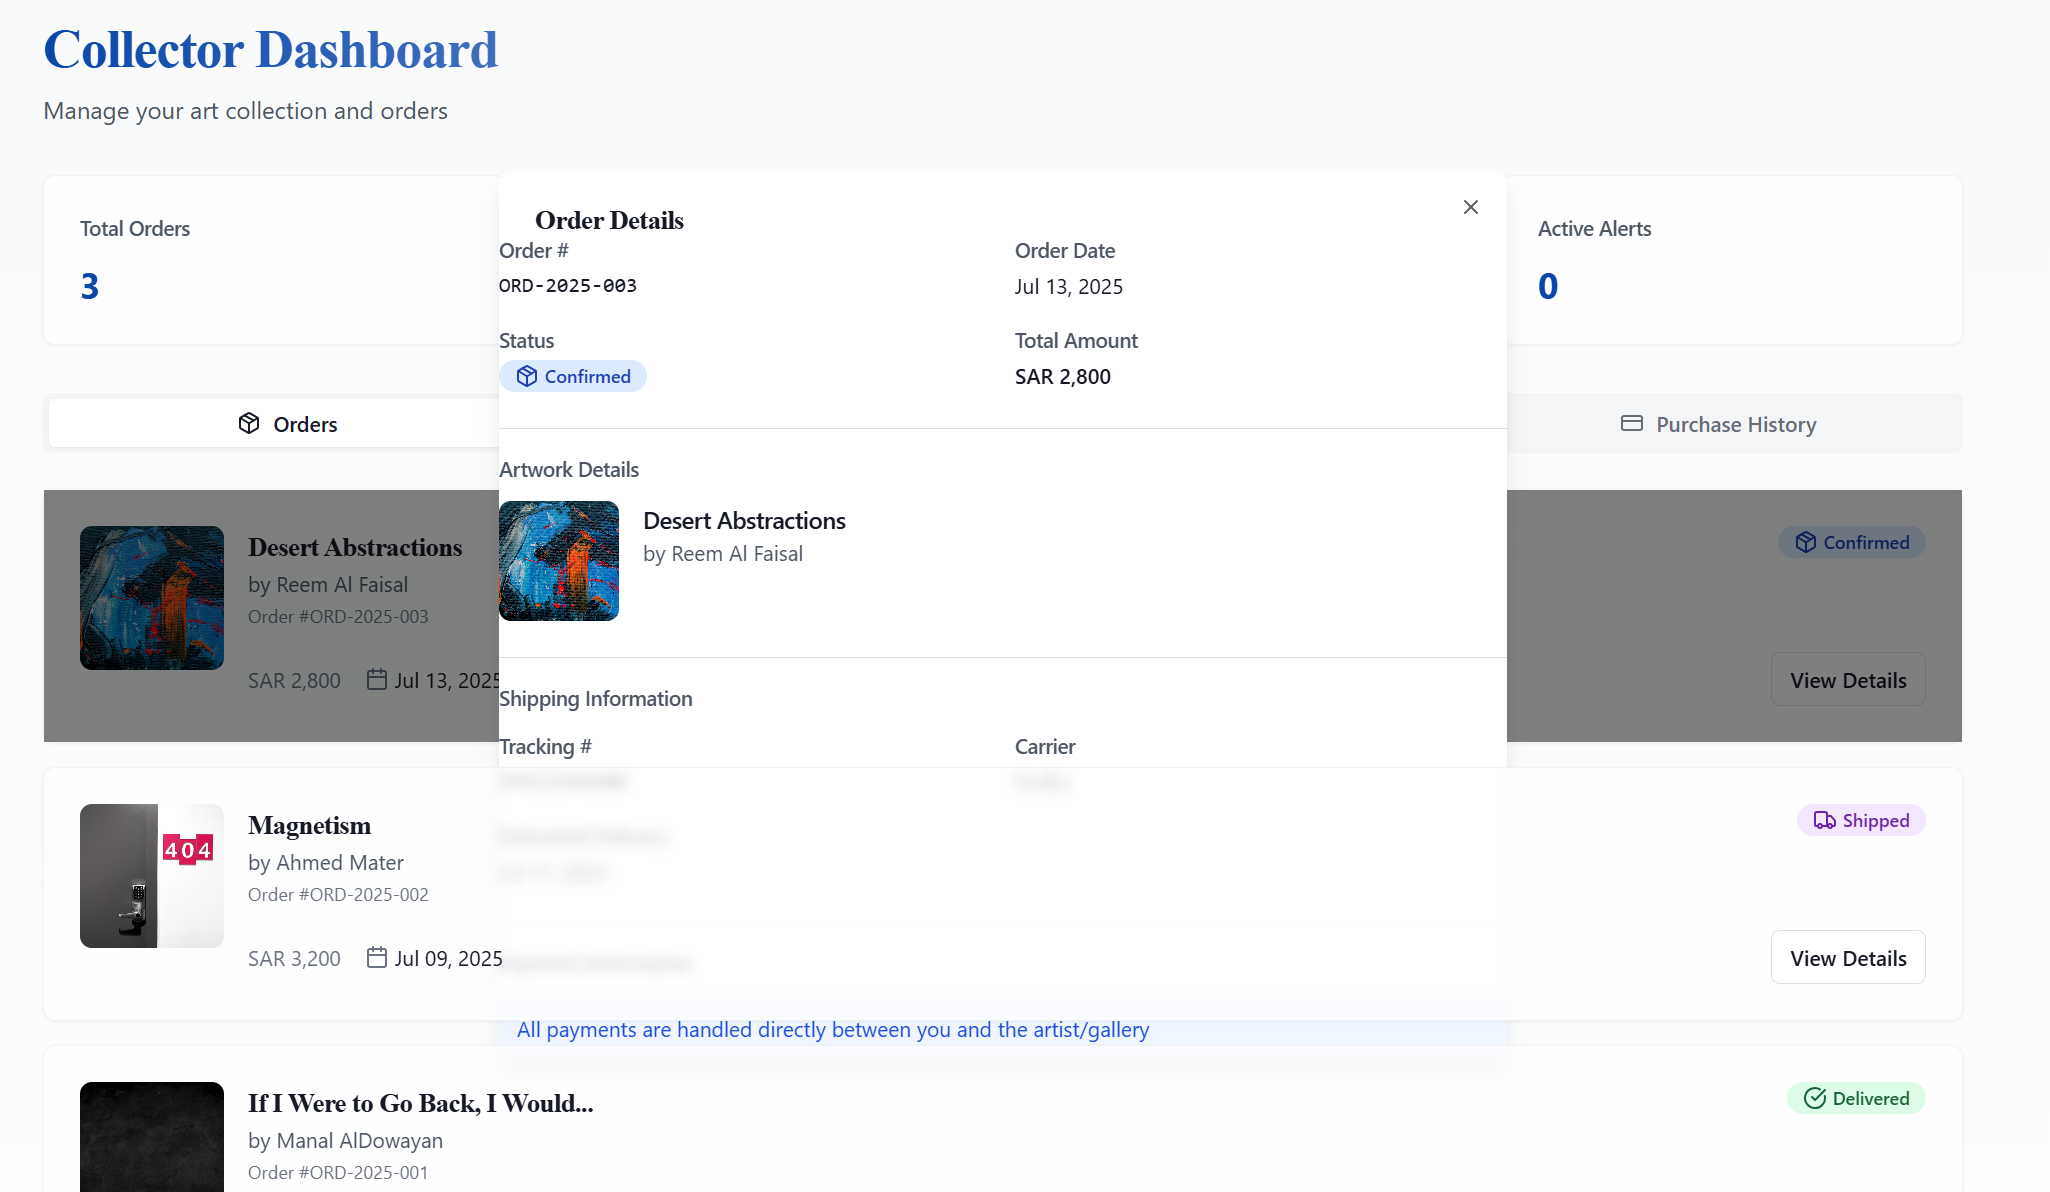 Collector Dashboard
Manage your art collection and orders
Total Orders
3
Active Alerts
0
Orders
Purchase History
Order Details
Order #
ORD-2025-003
Order Date
Jul 13, 2025
Status
Confirmed
Total Amount
SAR 2,800
Artwork Details
Desert Abstractions
by Reem Al Faisal
Shipping Information
Tracking #
Carrier
All payments are handled directly between you and the artist/gallery
Desert Abstractions
by Reem Al Faisal
Order #ORD-2025-003
SAR 2,800
Jul 13, 2025
Confirmed
View Details
404
Magnetism
by Ahmed Mater
Order #ORD-2025-002
SAR 3,200
Jul 09, 2025
Shipped
View Details
If I Were to Go Back, I Would...
by Manal AlDowayan
Order #ORD-2025-001
Delivered